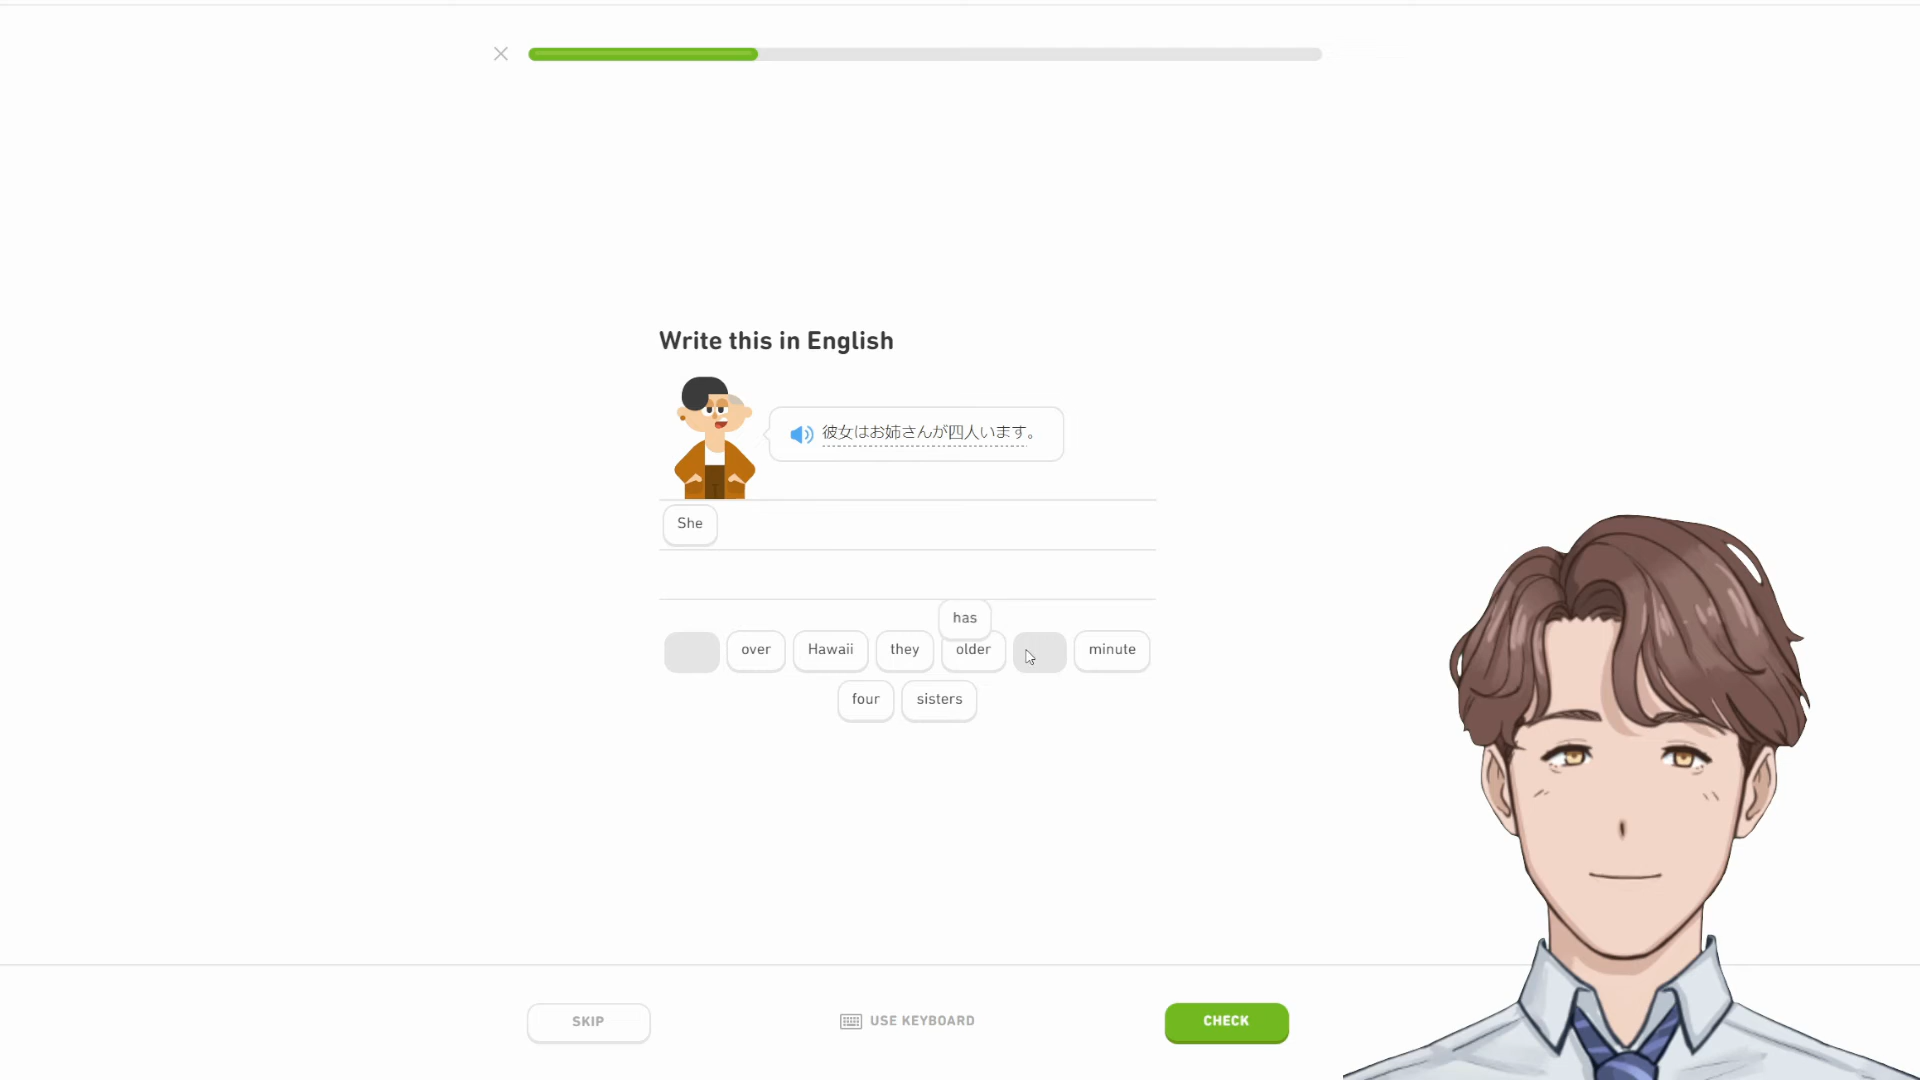 Write this in English
彼女はお姉さんが四人います。
She
has
over Hawaii they older minute
four sisters
SKIP USE KEYBOARD CHECK